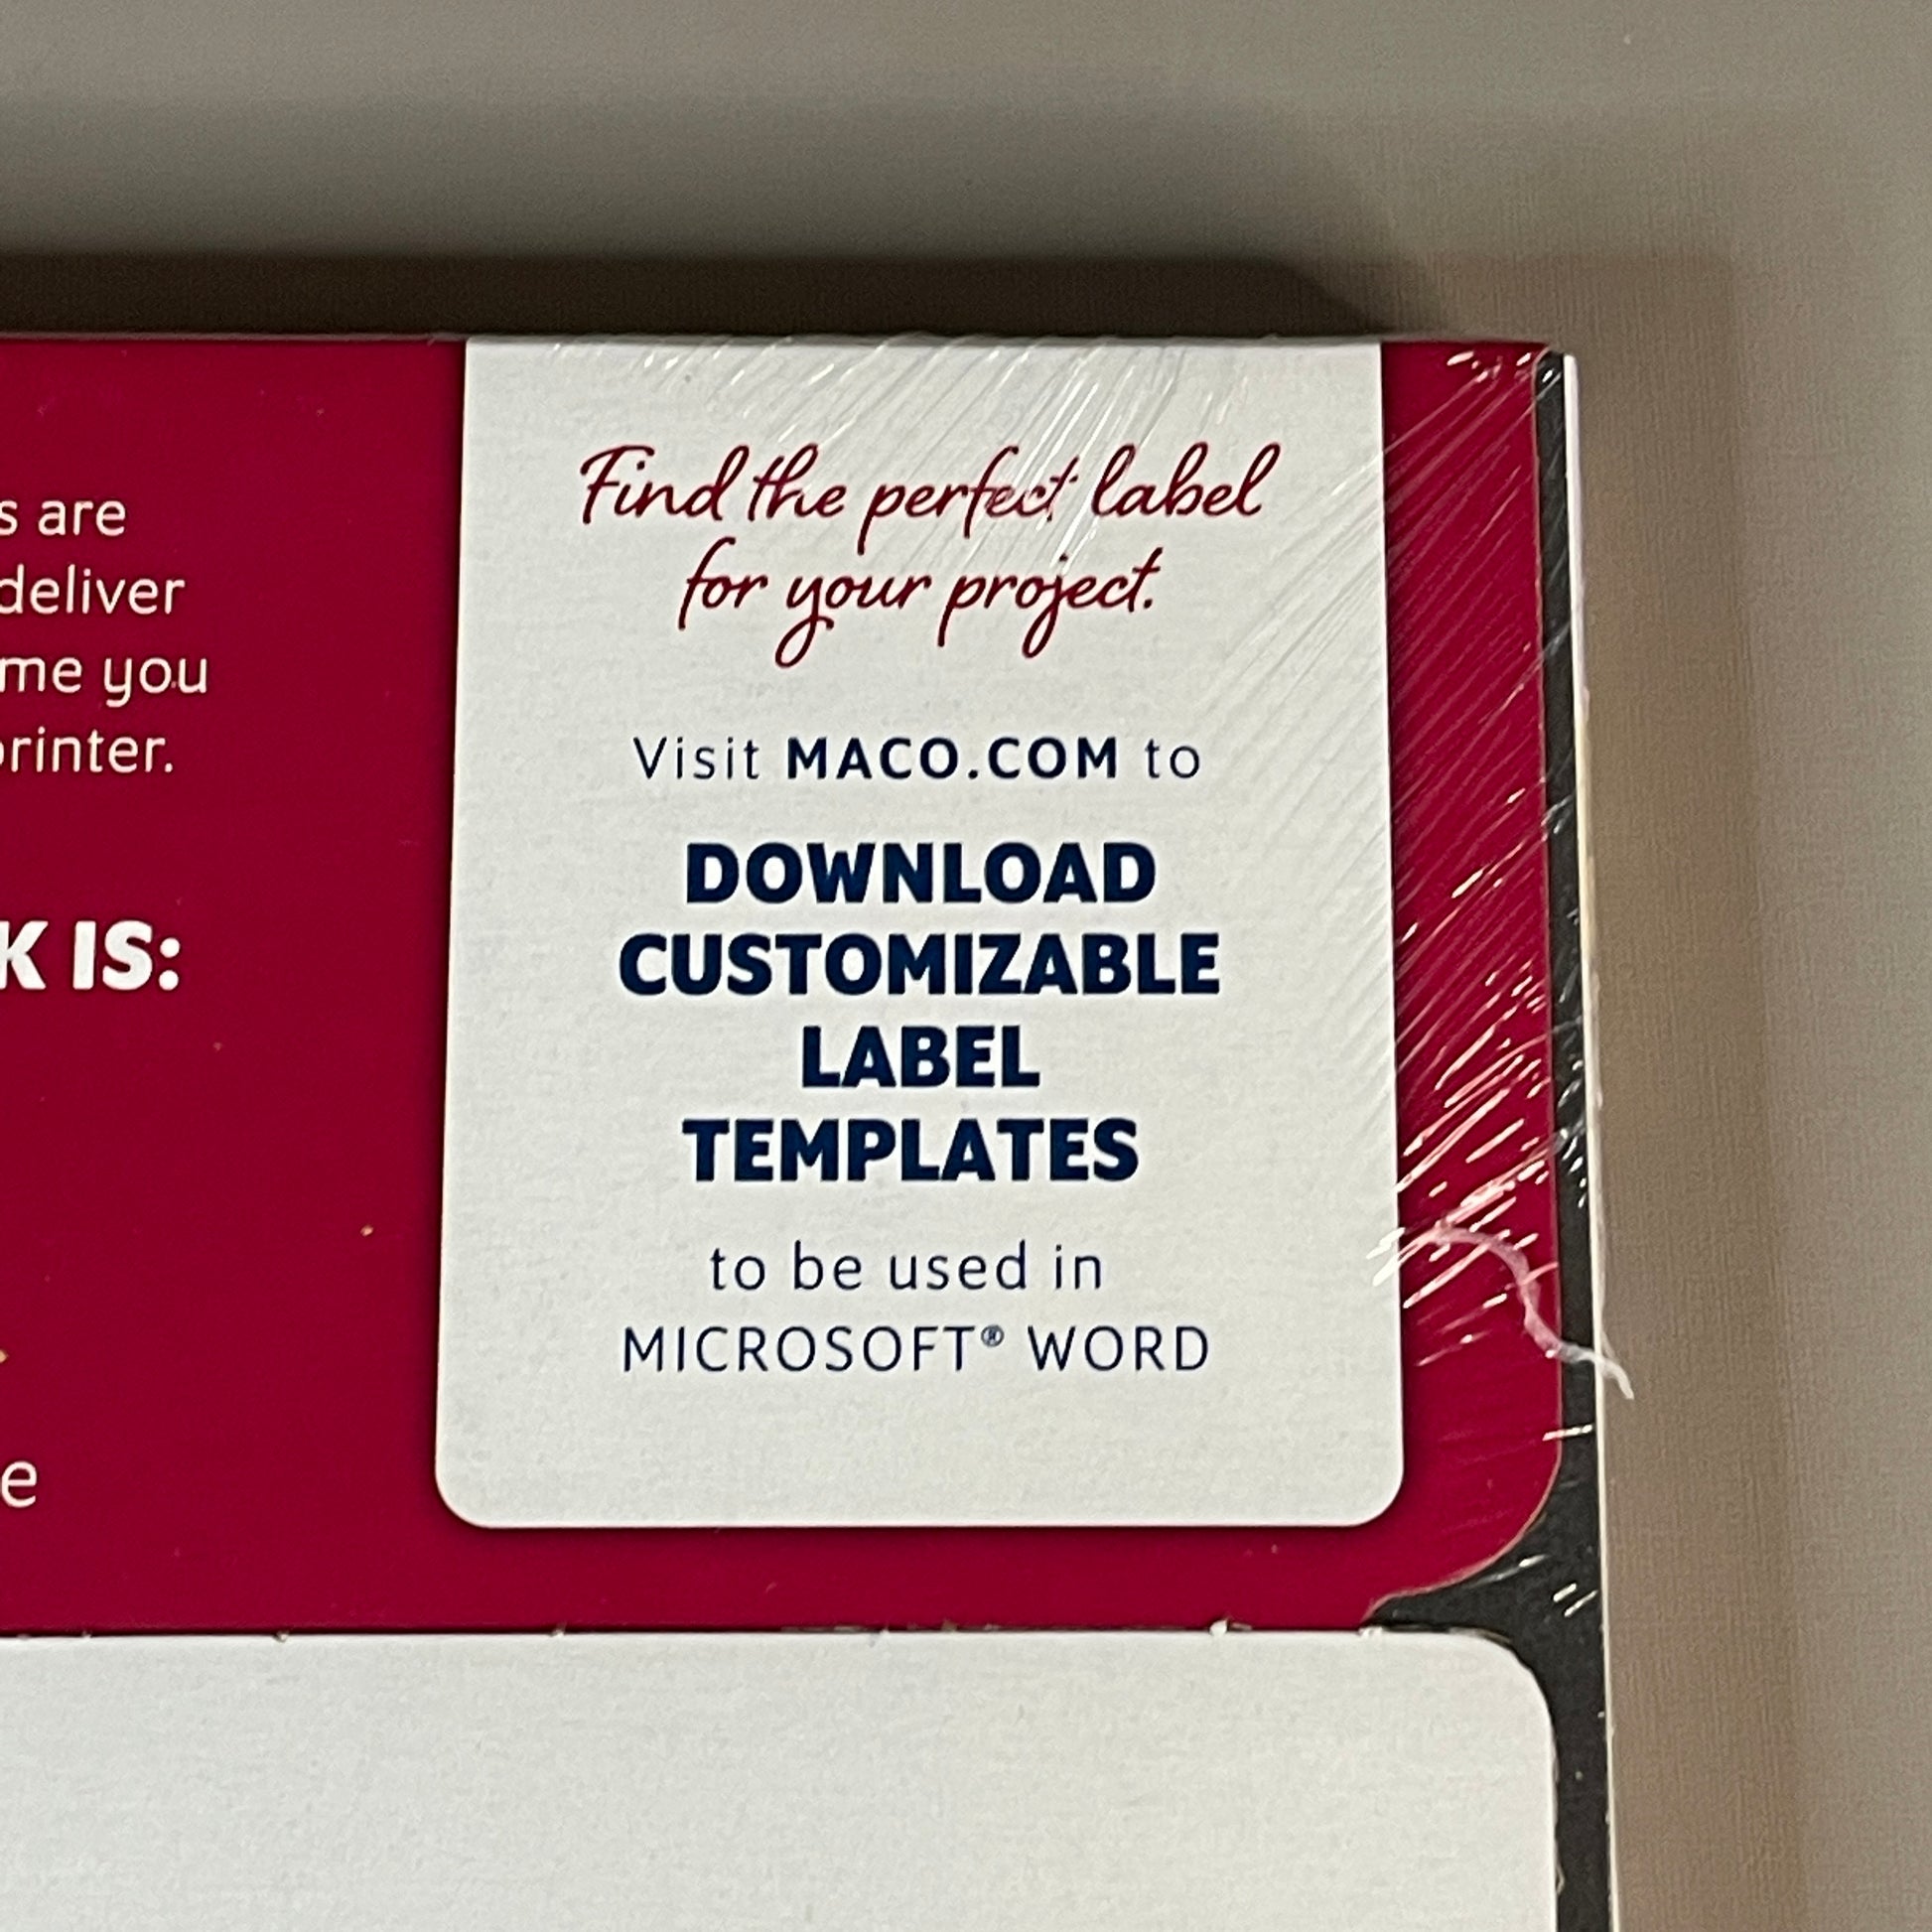 s are
deliver
me you
printer.
K IS:
e
Find the perfect label
for your project.
Visit MACO.COM to
DOWNLOAD
CUSTOMIZABLE
LABEL
TEMPLATES
to be used in
MICROSOFT® WORD